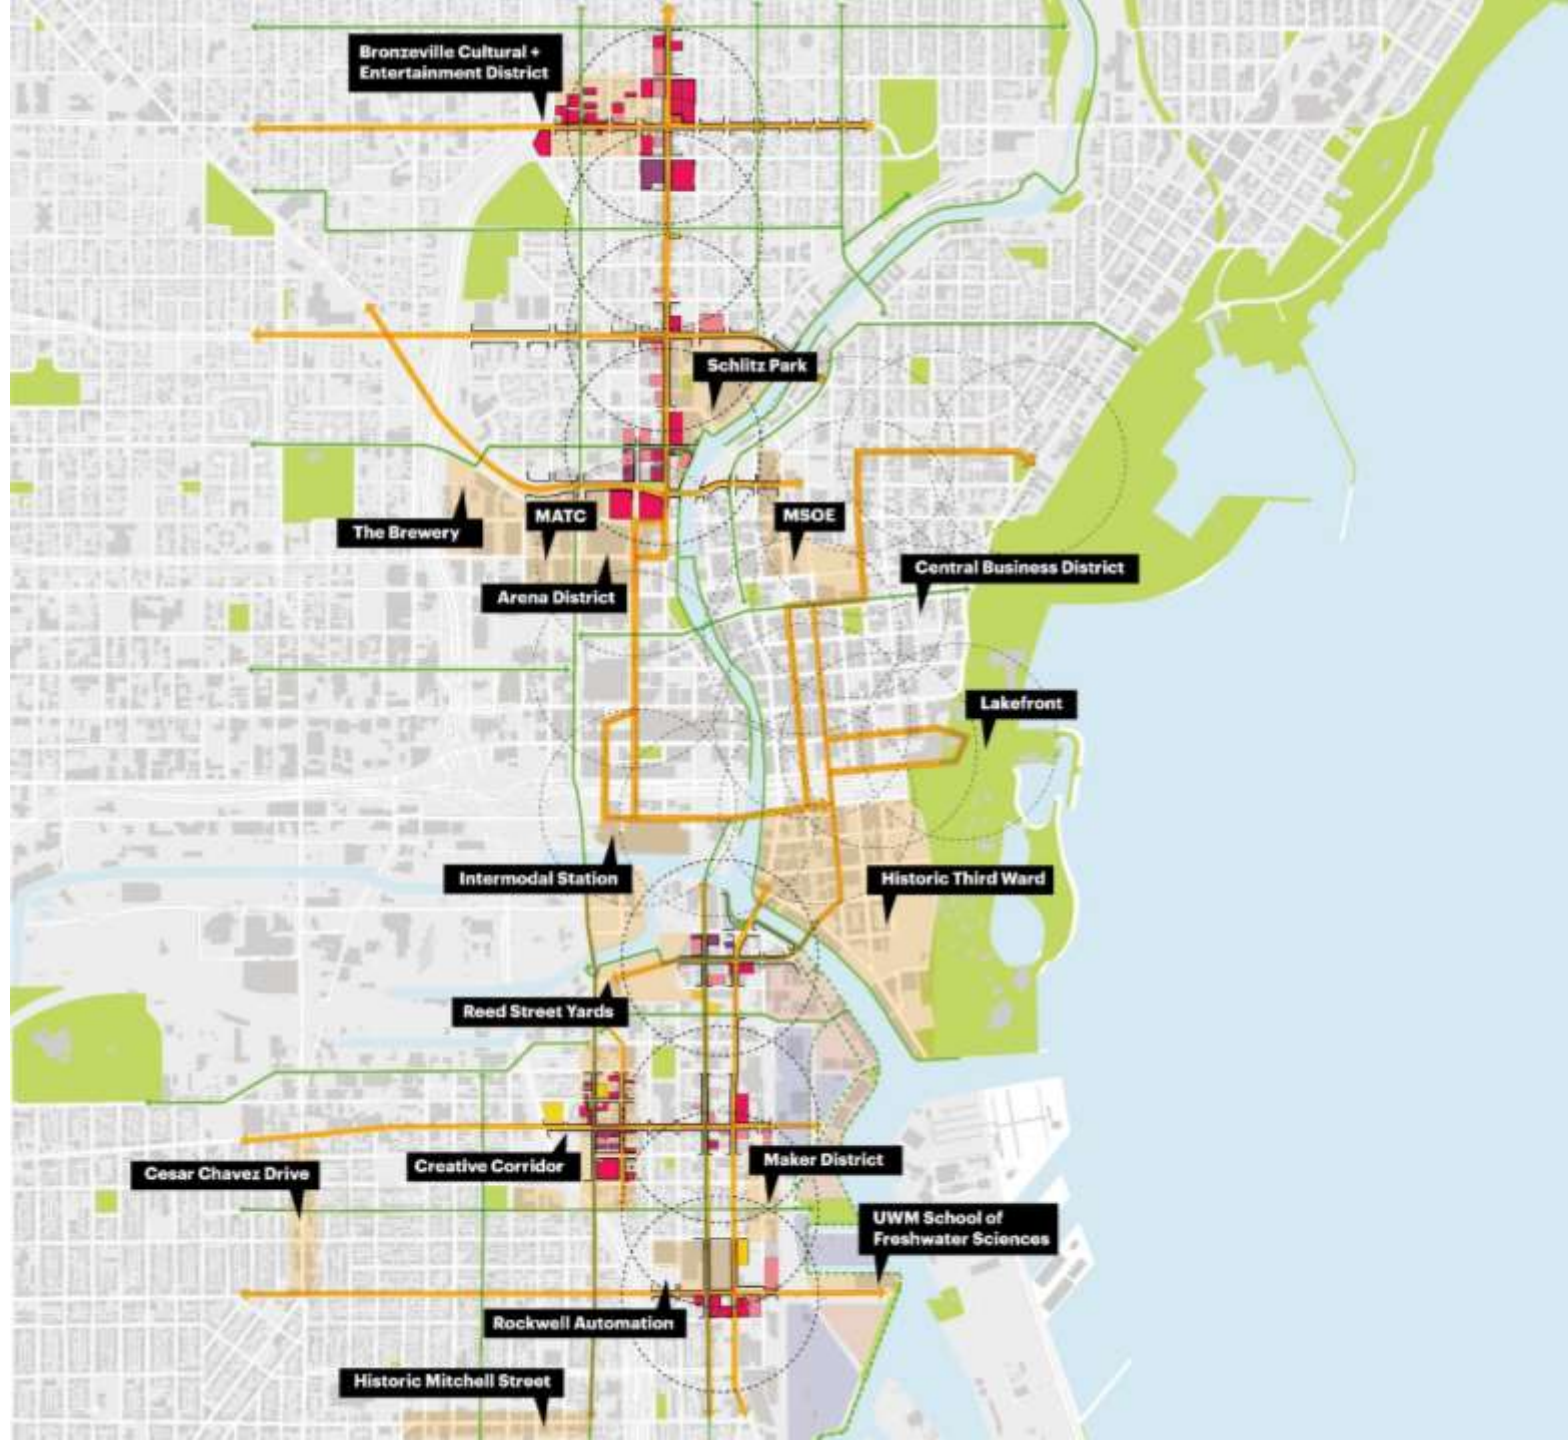 Bronzeville Cultural +
Entertainment District
Schlitz Park
The Brewery
MATC
MSOE
Central Business District
Arena District
Lakefront
Intermodal Station
Historic Third Ward
Reed Street Yards
Cesar Chavez Drive
Creative Corridor
Maker District
UWM School of
Freshwater Sciences
Rockwell Automation
Historic Mitchell Street